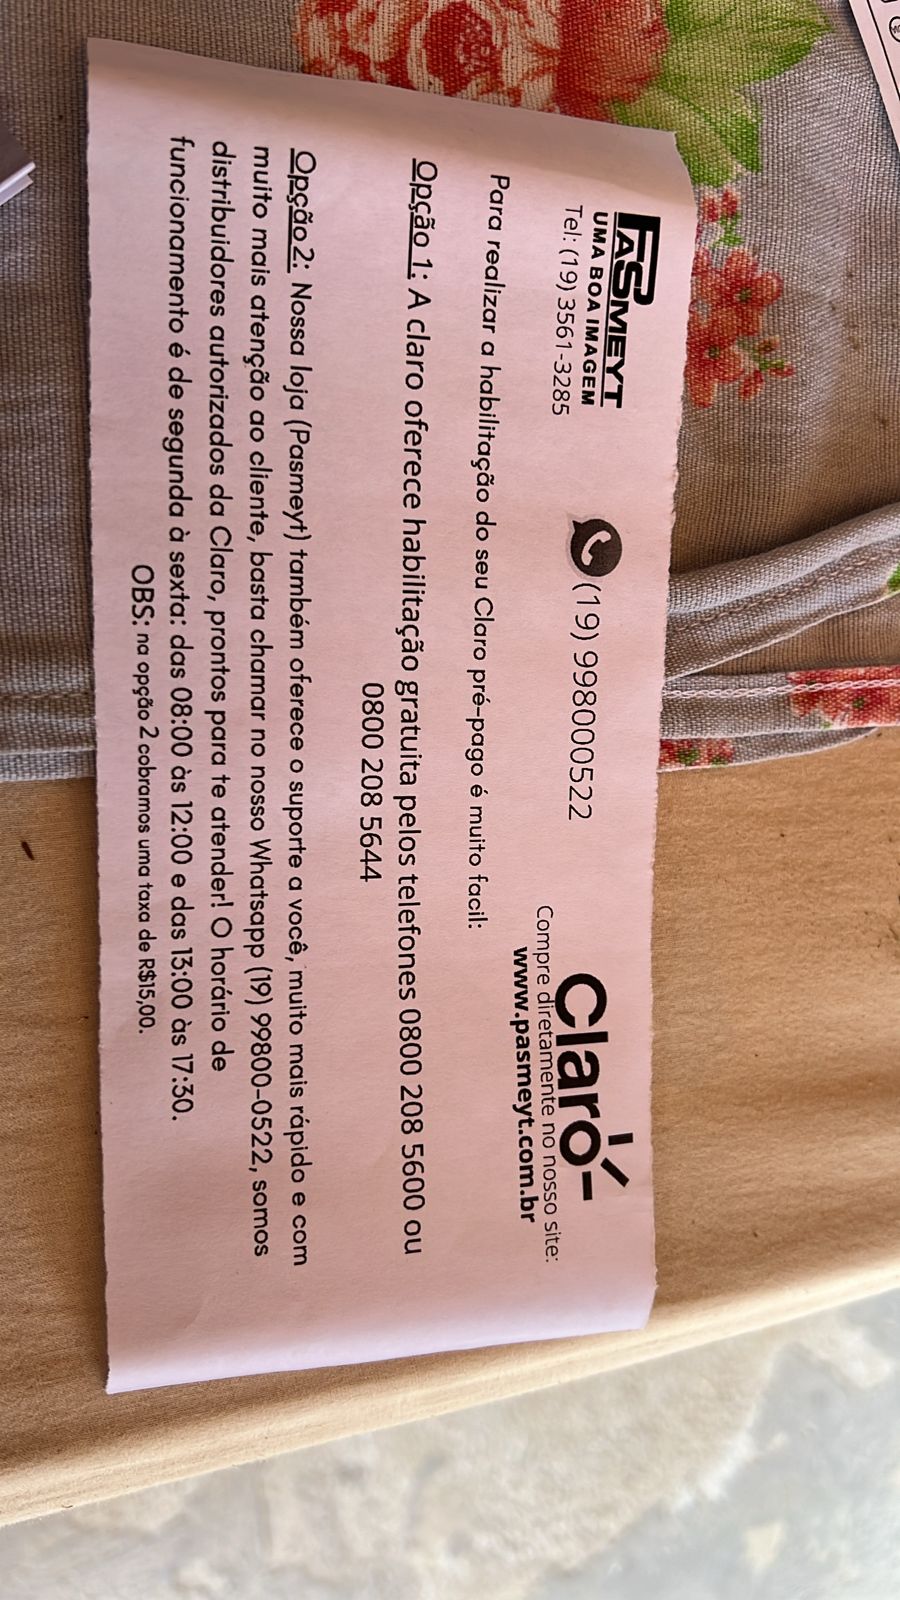 PASMEYT
UMA BOA IMAGEM
Tel: (19) 3561-3285
(19) 998000522
Claro
Compre diretamente no nosso site:
www.pasmeyt.com.br
Para realizar a habilitação do seu Claro pré-pago é muito facil:
Opção 1: A claro oferece habilitação gratuita pelos telefones 0800 208 5600 ou
0800 208 5644
Opção 2: Nossa loja (Pasmeyt) também oferece o suporte a você, muito mais rápido e com
muito mais atenção ao cliente, basta chamar no nosso Whatsapp (19) 99800-0522, somos
distribuidores autorizados da Claro, prontos para te atender! O horário de
funcionamento é de segunda à sexta: das 08:00 às 12:00 e das 13:00 às 17:30.
OBS: na opção 2 cobramos uma taxa de R$15,00.